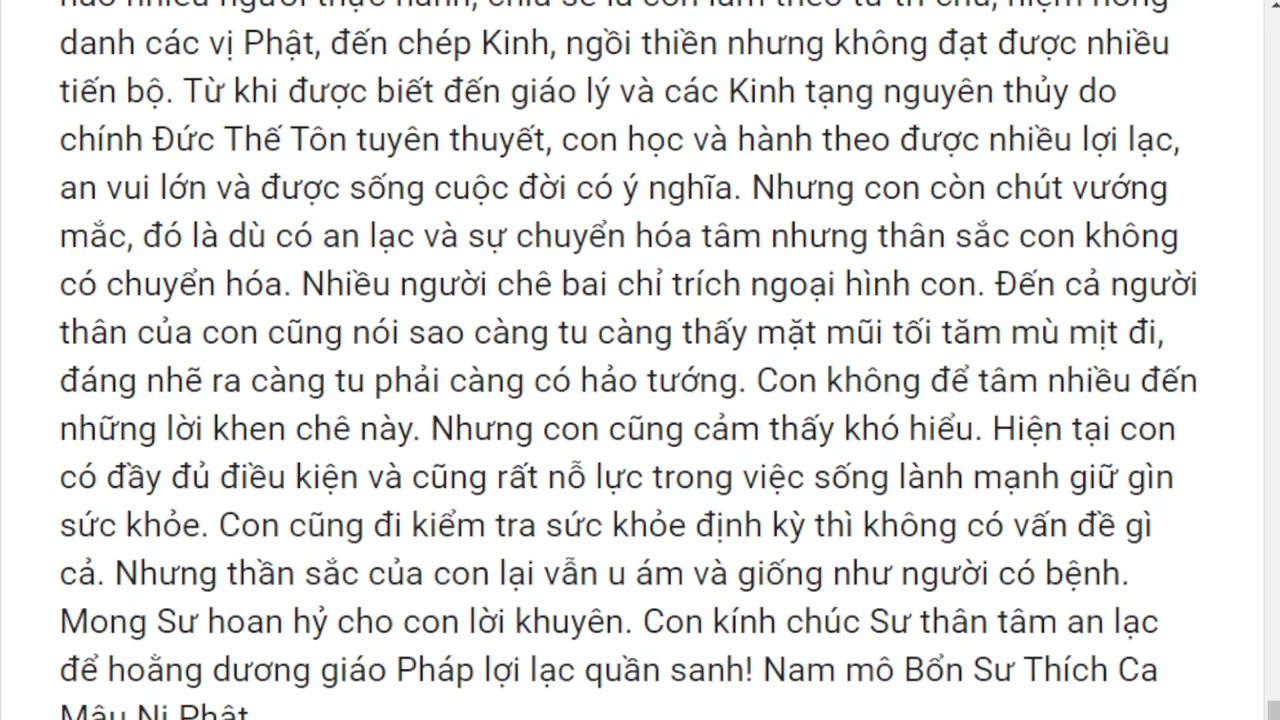 danh các vị Phật, đến chép Kinh, ngồi thiền nhưng không đạt được nhiều
tiến bộ. Từ khi được biết đến giáo lý và các Kinh tạng nguyên thủy do
chính Đức Thế Tôn tuyên thuyết, con học và hành theo được nhiều lợi lạc,
an vui lớn và được sống cuộc đời có ý nghĩa. Nhưng con còn chút vướng
mắc, đó là dù có an lạc và sự chuyển hóa tâm nhưng thân sắc con không
có chuyển hóa. Nhiều người chê bai chỉ trích ngoại hình con. Đến cả người
thân của con cũng nói sao càng tu càng thấy mặt mũi tối tăm mù mịt đi,
đáng nhẽ ra càng tu phải càng có hảo tướng. Con không để tâm nhiều đến
những lời khen chê này. Nhưng con cũng cảm thấy khó hiểu. Hiện tại con
có đầy đủ điều kiện và cũng rất nỗ lực trong việc sống lành mạnh giữ gìn
sức khỏe. Con cũng đi kiểm tra sức khỏe định kỳ thì không có vấn đề gì
cả. Nhưng thần sắc của con lại vẫn u ám và giống như người có bệnh.
Mong Sư hoan hỷ cho con lời khuyên. Con kính chúc Sư thân tâm an lạc
để hoằng dương giáo Pháp lợi lạc quần sanh! Nam mô Bổn Sư Thích Ca
Mâu Ni Phật